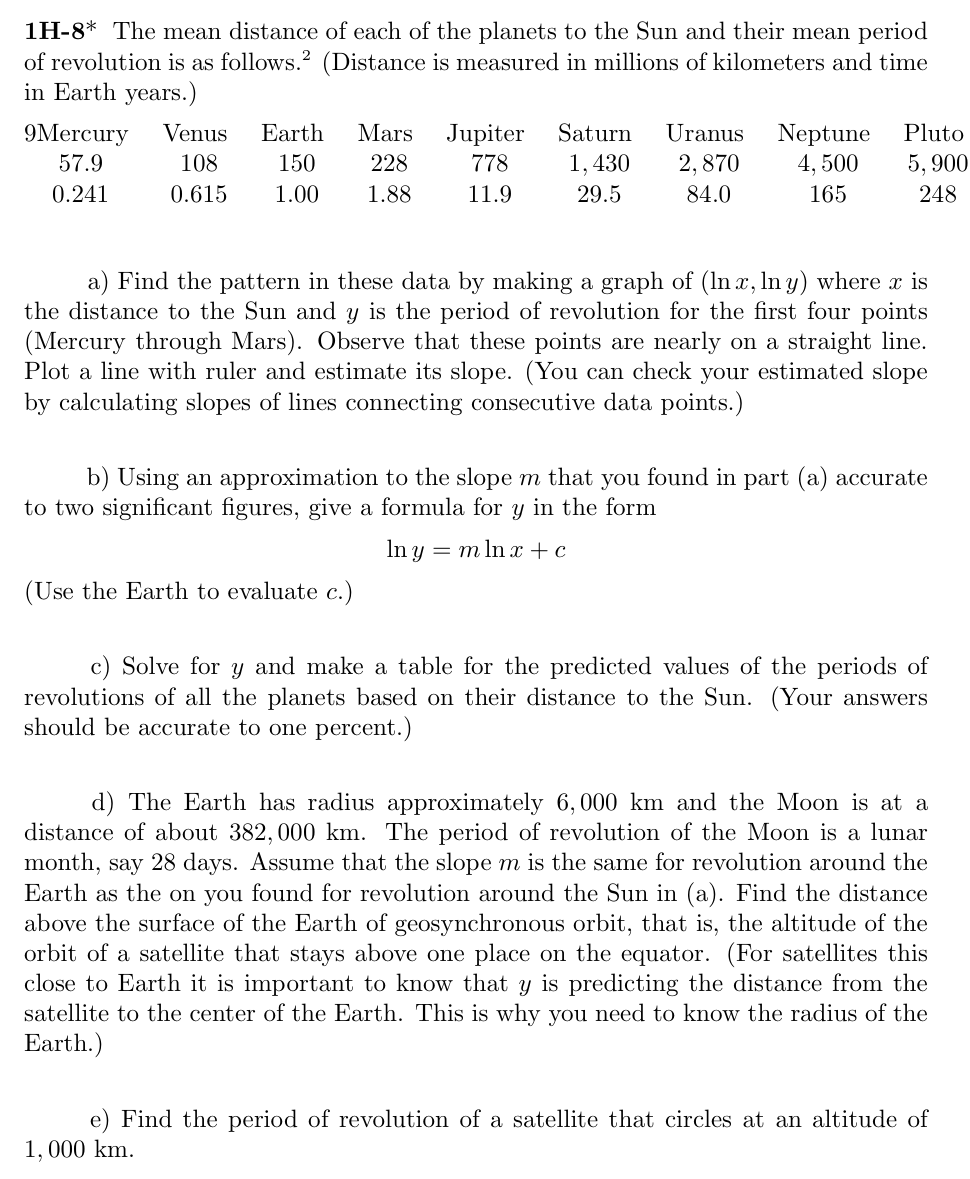 1H-8* The mean distance of each of the planets to the Sun and their mean period
of revolution is as follows.² (Distance is measured in millions of kilometers and time
in Earth years.)
9Mercury Venus Earth Mars Jupiter Saturn Uranus Neptune Pluto
57.9 108 150 228 778 1,430 2,870 4,500 5,900
0.241 0.615 1.00 1.88 11.9 29.5 84.0 165 248
a) Find the pattern in these data by making a graph of (ln x, ln y) where x is
the distance to the Sun and y is the period of revolution for the first four points
(Mercury through Mars). Observe that these points are nearly on a straight line.
Plot a line with ruler and estimate its slope. (You can check your estimated slope
by calculating slopes of lines connecting consecutive data points.)
b) Using an approximation to the slope m that you found in part (a) accurate
to two significant figures, give a formula for y in the form
ln y = m ln x + c
(Use the Earth to evaluate c.)
c) Solve for y and make a table for the predicted values of the periods of
revolutions of all the planets based on their distance to the Sun. (Your answers
should be accurate to one percent.)
d) The Earth has radius approximately 6,000 km and the Moon is at a
distance of about 382,000 km. The period of revolution of the Moon is a lunar
month, say 28 days. Assume that the slope m is the same for revolution around the
Earth as the on you found for revolution around the Sun in (a). Find the distance
above the surface of the Earth of geosynchronous orbit, that is, the altitude of the
orbit of a satellite that stays above one place on the equator. (For satellites this
close to Earth it is important to know that y is predicting the distance from the
satellite to the center of the Earth. This is why you need to know the radius of the
Earth.)
e) Find the period of revolution of a satellite that circles at an altitude of
1,000 km.